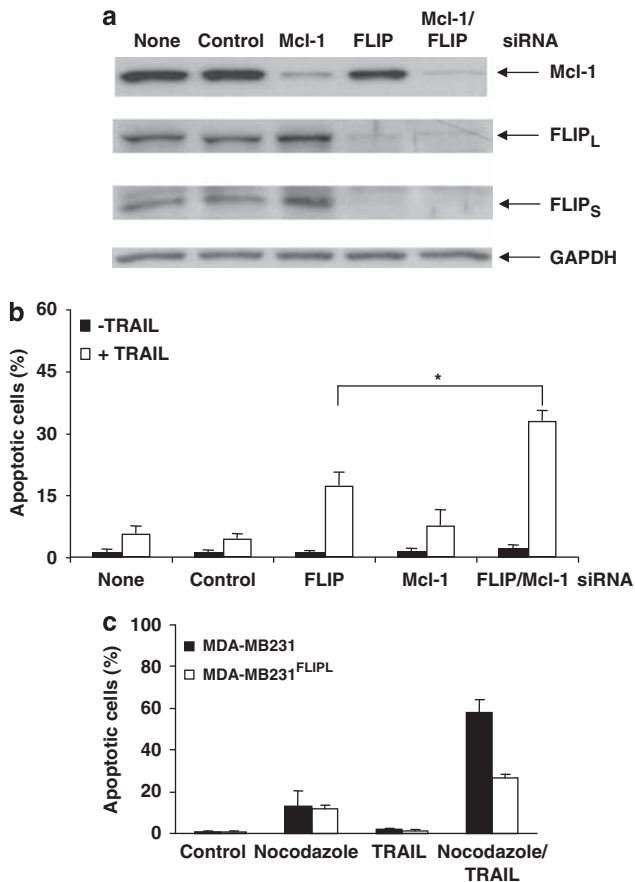 a
None Control Mcl-1 FLIP Mcl-1/FLIP siRNA
Mcl-1
FLIPL
FLIPS
GAPDH
b
60
45
30
15
0
Apoptotic cells (%)
-TRAIL
+ TRAIL
*
None Control FLIP Mcl-1 FLIP/Mcl-1 siRNA
c
100
80
60
40
20
0
Apoptotic cells (%)
MDA-MB231
MDA-MB231FLIPL
Control Nocodazole TRAIL Nocodazole/
TRAIL